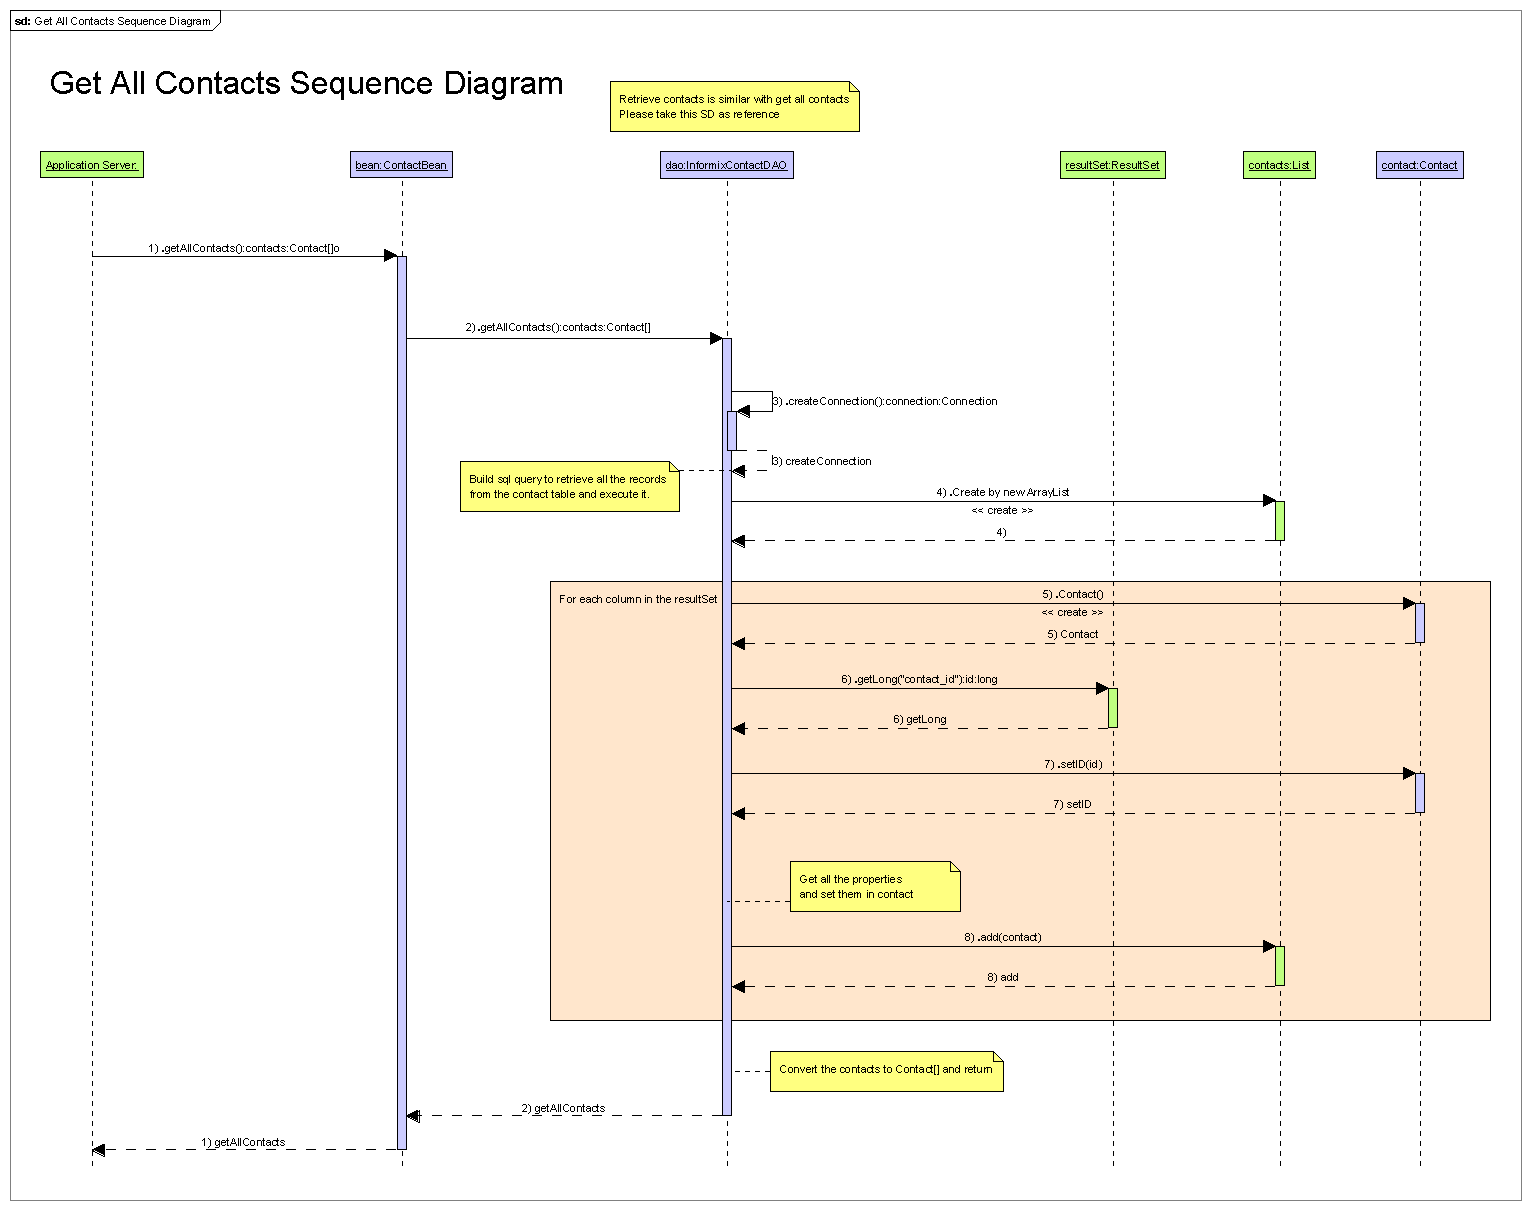 sd: Get All Contacts Sequence Diagram
Get All Contacts Sequence Diagram
Retrieve contacts is similar with get all contacts
Please take this SD as reference
Application Server:
bean:ContactBean
dao:InformixContactDAO
resultSet:ResultSet
contacts:List
contact:Contact
1) .getAllContacts():contacts:Contact[]o
2) .getAllContacts():contacts:Contact[]
3) .createConnection():connection:Connection
3) createConnection
Build sql query to retrieve all the records
from the contact table and execute it.
4) .Create by new ArrayList
<< create >>
4)
For each column in the resultSet
5) .Contact()
<< create >>
5) Contact
6) .getLong("contact_id"):id:long
6) getLong
7) .setID(id)
7) setID
Get all the properties
and set them in contact
8) .add(contact)
8) add
Convert the contacts to Contact[] and return
2) getAllContacts
1) getAllContacts